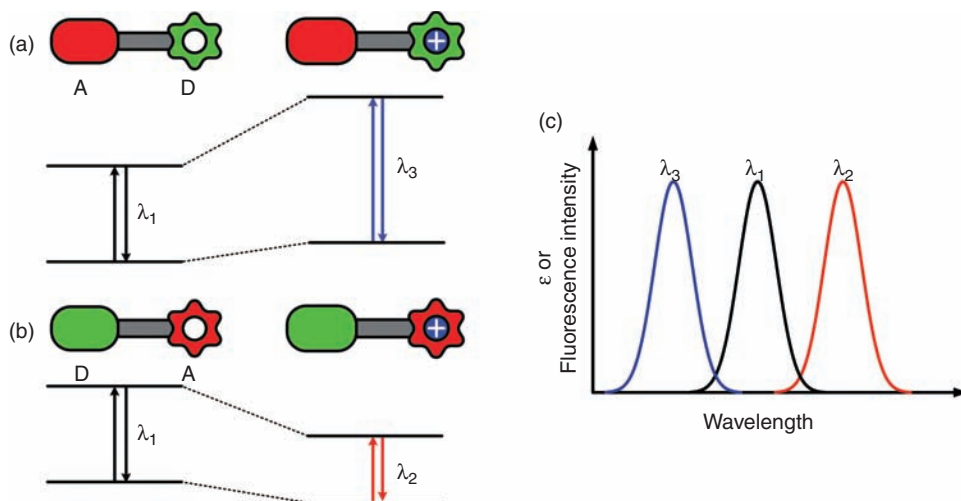 (a)
A
D
λ1
λ3
(b)
D
A
λ1
λ2
(c)
λ3
λ1
λ2
ε or
Fluorescence intensity
Wavelength